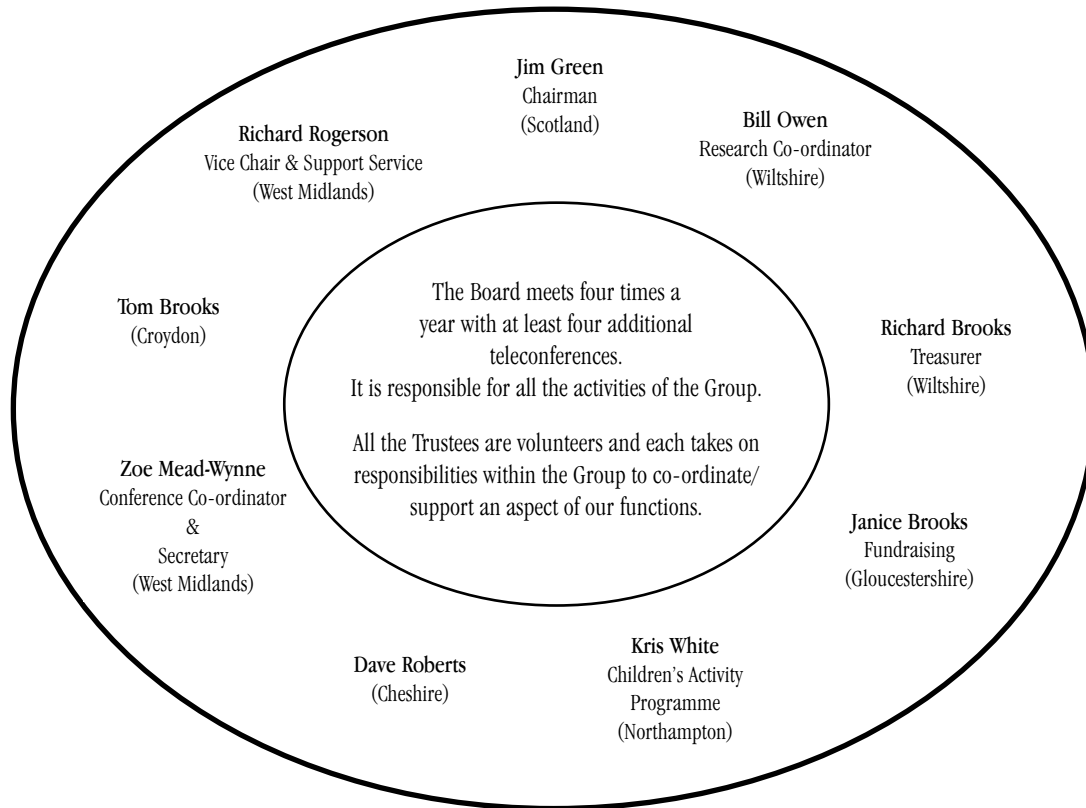 Jim Green
Chairman
(Scotland)
Bill Owen
Research Co-ordinator
(Wiltshire)
Richard Rogerson
Vice Chair & Support Service
(West Midlands)
Tom Brooks
(Croydon)
The Board meets four times a
year with at least four additional
teleconferences.
It is responsible for all the activities of the Group.
All the Trustees are volunteers and each takes on
responsibilities within the Group to co-ordinate/
support an aspect of our functions.
Richard Brooks
Treasurer
(Wiltshire)
Zoe Mead-Wynne
Conference Co-ordinator
&
Secretary
(West Midlands)
Janice Brooks
Fundraising
(Gloucestershire)
Dave Roberts
(Cheshire)
Kris White
Children's Activity
Programme
(Northampton)